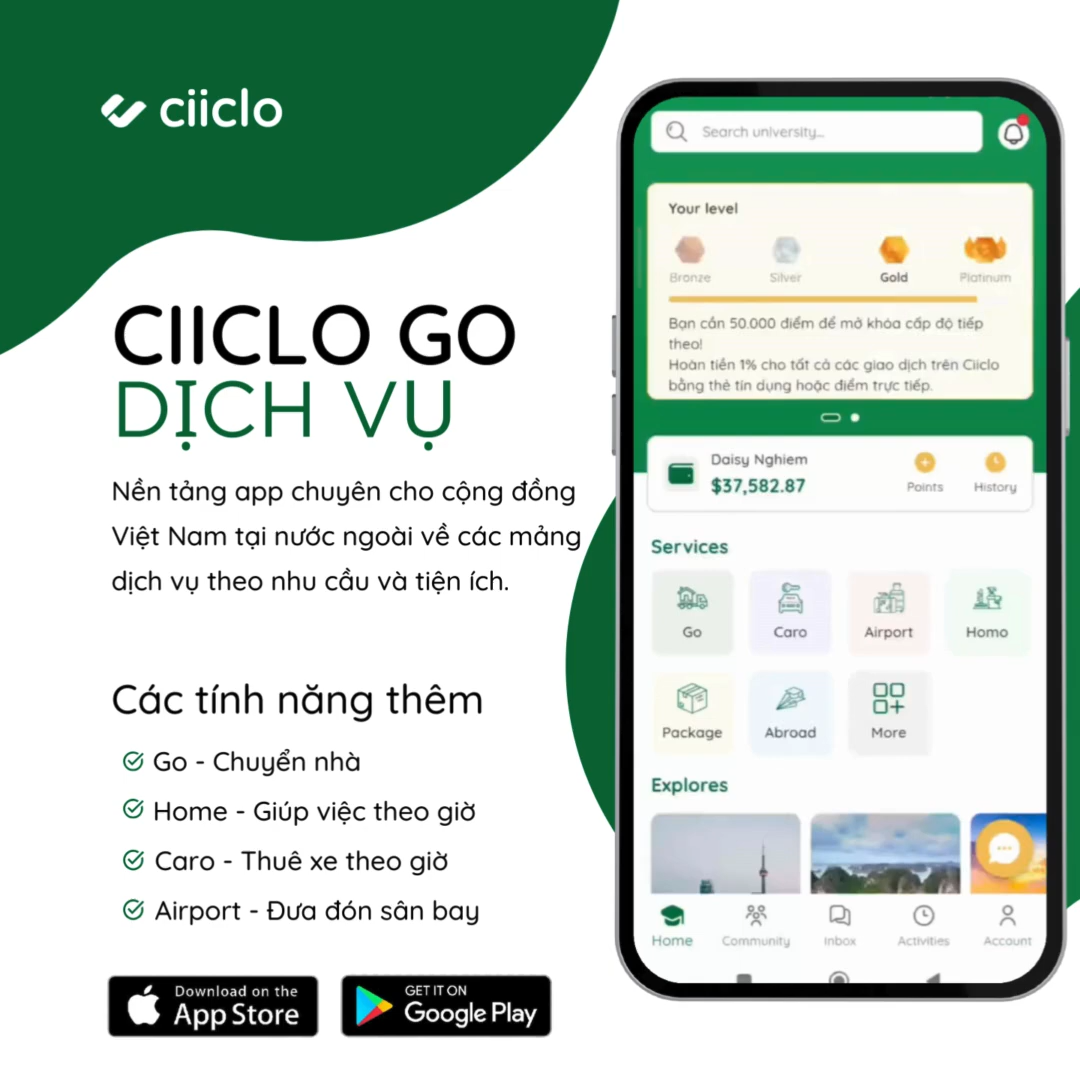 ciiclo
CIICLO GO
DỊCH VỤ
Nền tảng app chuyên cho cộng đồng
Việt Nam tại nước ngoài về các mảng
dịch vụ theo nhu cầu và tiện ích.
Các tính năng thêm
Go - Chuyển nhà
Home - Giúp việc theo giờ
Caro - Thuê xe theo giờ
Airport - Đưa đón sân bay
Download on the
App Store
GET IT ON
Google Play
Search university...
Your level
Bronze Silver Gold Platinum
Bạn cần 50.000 điểm để mở khóa cấp độ tiếp
theo!
Hoàn tiền 1% cho tất cả các giao dịch trên Ciiclo
bằng thẻ tín dụng hoặc điểm trực tiếp.
Daisy Nghiem
$37,582.87
Points History
Services
Go Caro Airport Homo
Package Abroad More
Explores
Home Community Inbox Activities Account